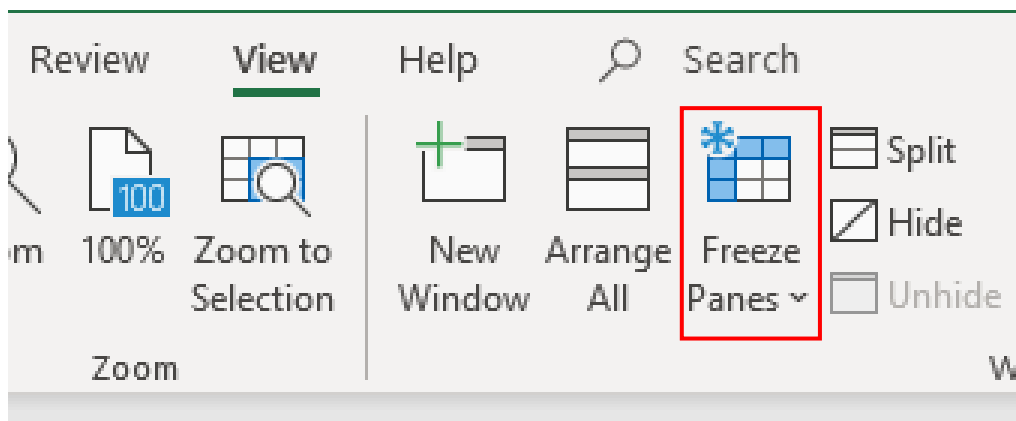 Review View Help Search
100
om 100% Zoom to Selection New Window Arrange All Freeze Panes
Split
Hide
Unhide
Zoom W